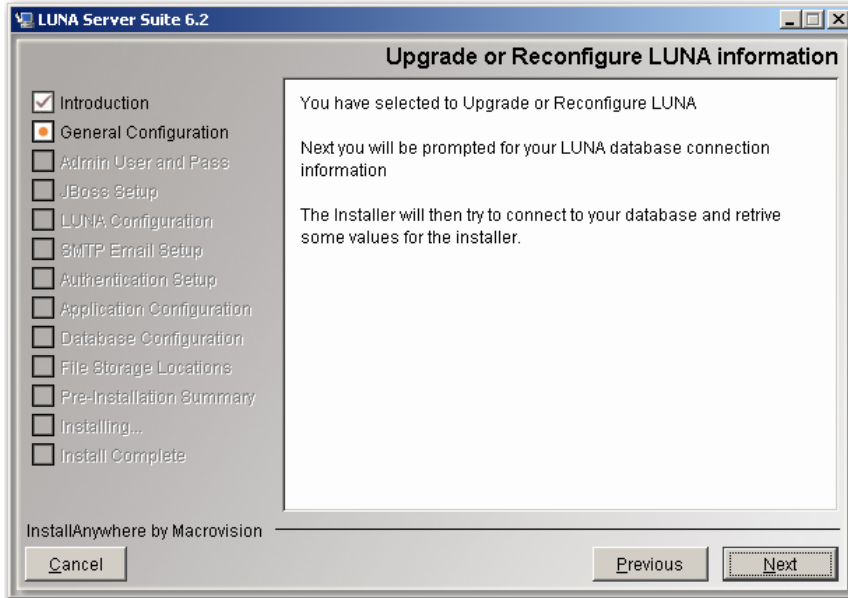 LUNA Server Suite 6.2
Upgrade or Reconfigure LUNA information
Introduction
General Configuration
Admin User and Pass
JBoss Setup
LUNA Configuration
SMTP Email Setup
Authentication Setup
Application Configuration
Database Configuration
File Storage Locations
Pre-Installation Summary
Installing...
Install Complete
You have selected to Upgrade or Reconfigure LUNA
Next you will be prompted for your LUNA database connection
information
The Installer will then try to connect to your database and retrive
some values for the installer.
InstallAnywhere by Macrovision
Cancel
Previous
Next